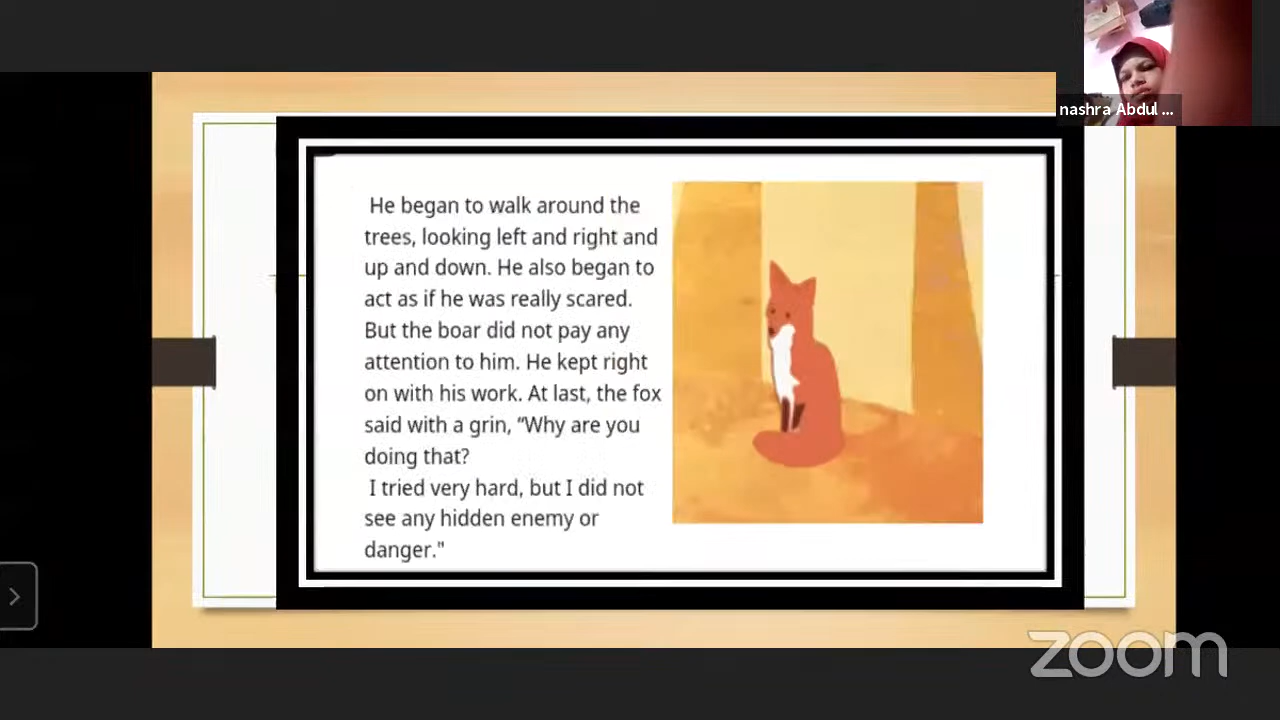 nashra Abdul ...
He began to walk around the
trees, looking left and right and
up and down. He also began to
act as if he was really scared.
But the boar did not pay any
attention to him. He kept right
on with his work. At last, the fox
said with a grin, “Why are you
doing that?
I tried very hard, but I did not
see any hidden enemy or
danger."
zoom